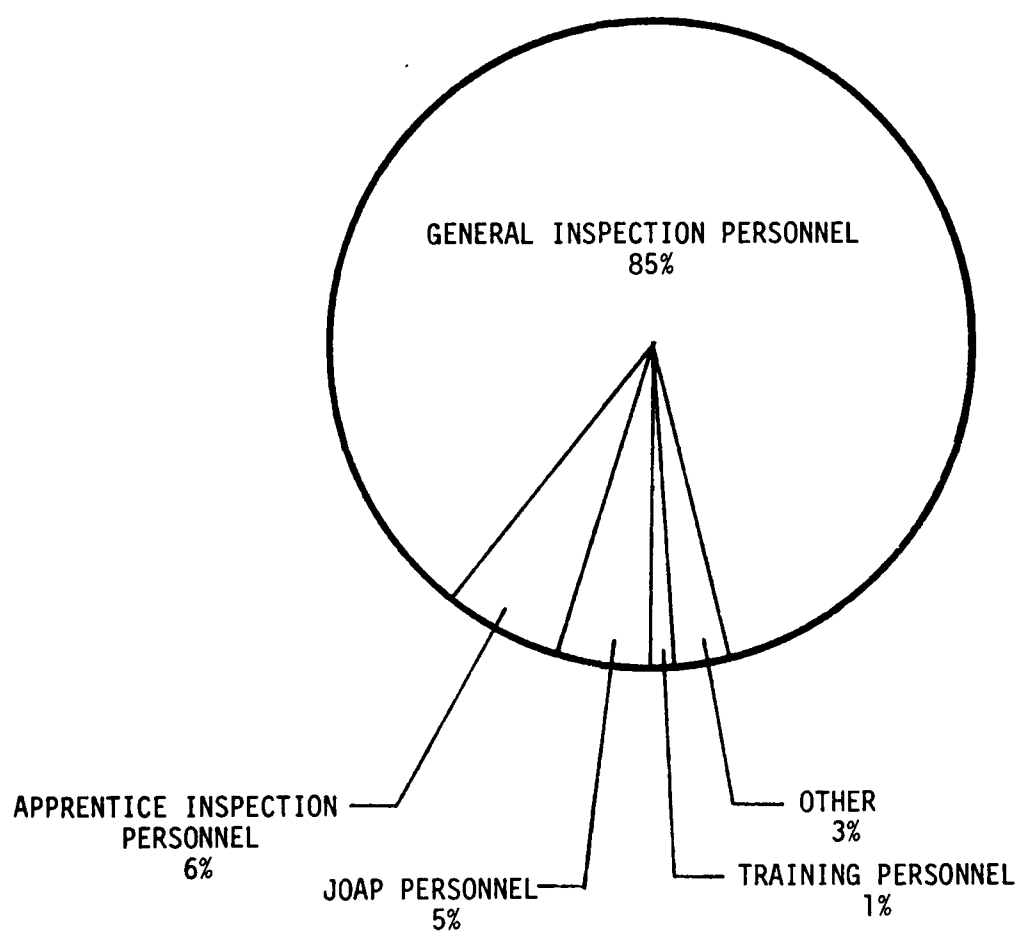 GENERAL INSPECTION PERSONNEL
85%
APPRENTICE INSPECTION
PERSONNEL
6%
JOAP PERSONNEL
5%
OTHER
3%
TRAINING PERSONNEL
1%